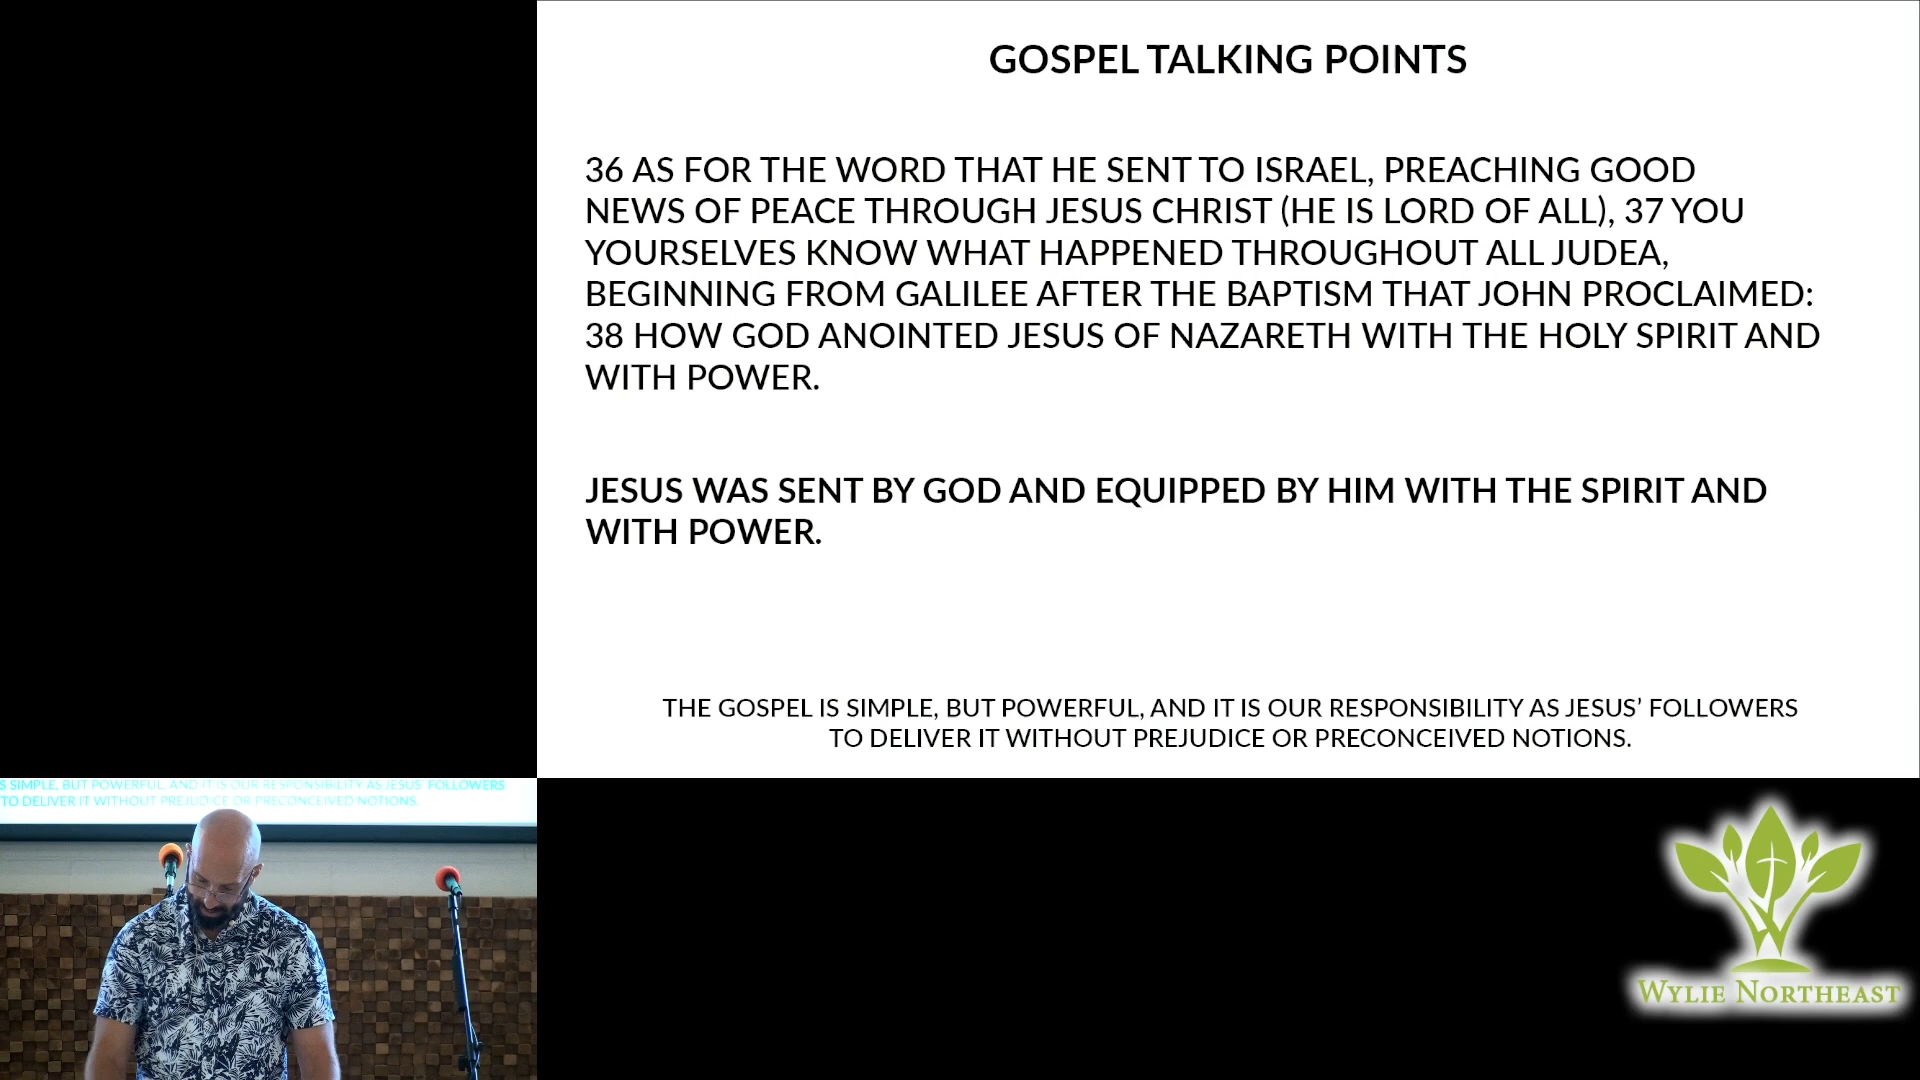 GOSPEL TALKING POINTS
36 AS FOR THE WORD THAT HE SENT TO ISRAEL, PREACHING GOOD
NEWS OF PEACE THROUGH JESUS CHRIST (HE IS LORD OF ALL), 37 YOU
YOURSELVES KNOW WHAT HAPPENED THROUGHOUT ALL JUDEA,
BEGINNING FROM GALILEE AFTER THE BAPTISM THAT JOHN PROCLAIMED:
38 HOW GOD ANOINTED JESUS OF NAZARETH WITH THE HOLY SPIRIT AND
WITH POWER.
JESUS WAS SENT BY GOD AND EQUIPPED BY HIM WITH THE SPIRIT AND
WITH POWER.
THE GOSPEL IS SIMPLE, BUT POWERFUL, AND IT IS OUR RESPONSIBILITY AS JESUS’ FOLLOWERS
TO DELIVER IT WITHOUT PREJUDICE OR PRECONCEIVED NOTIONS.
S SIMPLE, BUT POWERFUL, AND IT IS OUR RESPONSIBILITY AS JESUS’ FOLLOWERS
TO DELIVER IT WITHOUT PREJUDICE OR PRECONCEIVED NOTIONS.
WYLIE NORTHEAST